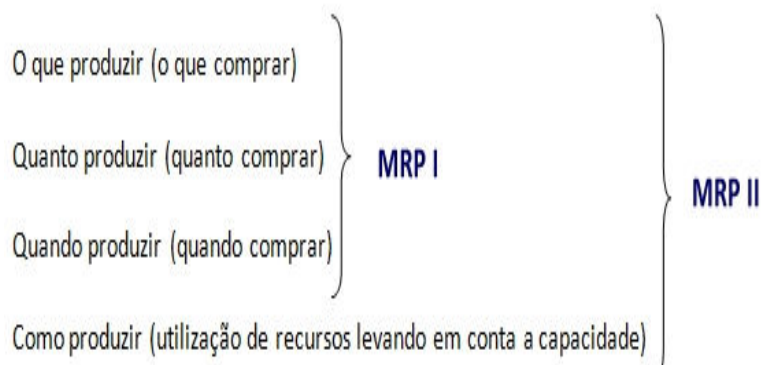 O que produzir (o que comprar)
Quanto produzir (quanto comprar)
MRP I
MRP II
Quando produzir (quando comprar)
Como produzir (utilização de recursos levando em conta a capacidade)